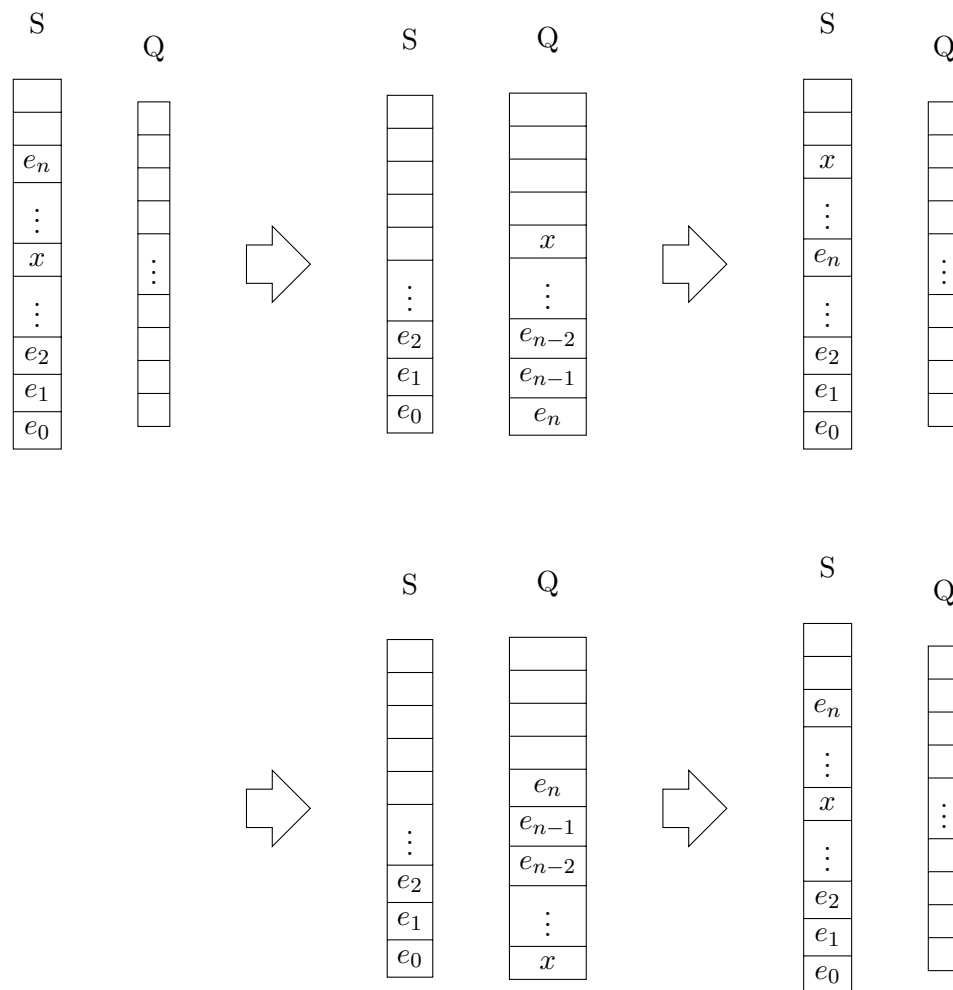 S
Q
e_n
⋮
x
⋮
e_2
e_1
e_0
⋮
S
Q
⋮
e_2
e_1
e_0
x
⋮
e_{n-2}
e_{n-1}
e_n
S
Q
x
⋮
e_n
⋮
e_2
e_1
e_0
⋮
S
Q
⋮
e_2
e_1
e_0
e_n
e_{n-1}
e_{n-2}
⋮
x
S
Q
e_n
⋮
x
⋮
e_2
e_1
e_0
⋮